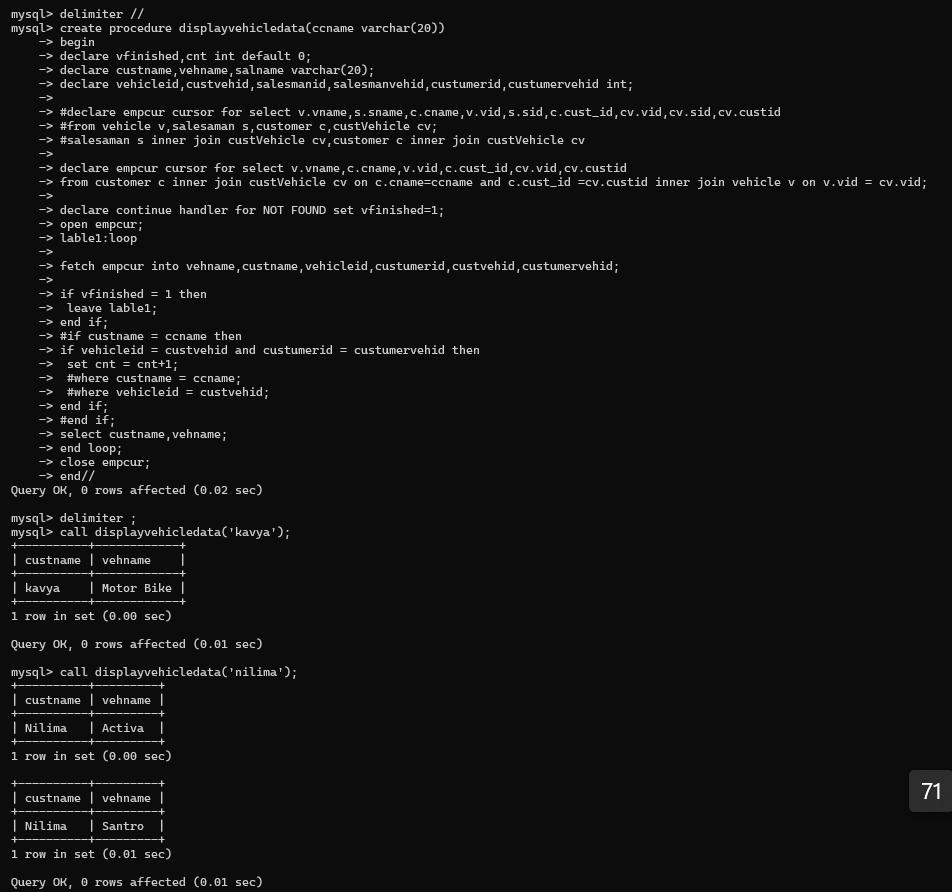 mysql> delimiter //
mysql> create procedure displayvehicledata(ccname varchar(20))
    -> begin
    -> declare vfinished,cnt int default 0;
    -> declare custname,vehname,salname varchar(20);
    -> declare vehicleid,custvehid,salesmanid,salesmanvehid,custumerid,custumervehid int;
    ->
    -> #declare empcur cursor for select v.vname,s.sname,c.cname,v.vid,s.sid,c.cust_id,cv.vid,cv.sid,cv.custid
    -> #from vehicle v,salesaman s,customer c,custVehicle cv;
    -> #salesaman s inner join custVehicle cv,customer c inner join custVehicle cv
    ->
    -> declare empcur cursor for select v.vname,c.cname,v.vid,c.cust_id,cv.vid,cv.custid
    -> from customer c inner join custVehicle cv on c.cname=ccname and c.cust_id =cv.custid inner join vehicle v on v.vid = cv.vid;
    ->
    -> declare continue handler for NOT FOUND set vfinished=1;
    -> open empcur;
    -> lable1:loop
    ->
    -> fetch empcur into vehname,custname,vehicleid,custumerid,custvehid,custumervehid;
    ->
    -> if vfinished = 1 then
    ->  leave lable1;
    -> end if;
    -> #if custname = ccname then
    -> if vehicleid = custvehid and custumerid = custumervehid then
    ->  set cnt = cnt+1;
    ->  #where custname = ccname;
    ->  #where vehicleid = custvehid;
    -> end if;
    -> #end if;
    -> select custname,vehname;
    -> end loop;
    -> close empcur;
    -> end//
Query OK, 0 rows affected (0.02 sec)

mysql> delimiter ;
mysql> call displayvehicledata('kavya');
+----------+------------+
| custname | vehname    |
+----------+------------+
| kavya    | Motor Bike |
+----------+------------+
1 row in set (0.00 sec)

Query OK, 0 rows affected (0.01 sec)

mysql> call displayvehicledata('nilima');
+----------+---------+
| custname | vehname |
+----------+---------+
| Nilima   | Activa  |
+----------+---------+
1 row in set (0.00 sec)

+----------+---------+
| custname | vehname |
+----------+---------+
| Nilima   | Santro  |
+----------+---------+
1 row in set (0.01 sec)

Query OK, 0 rows affected (0.01 sec)
71